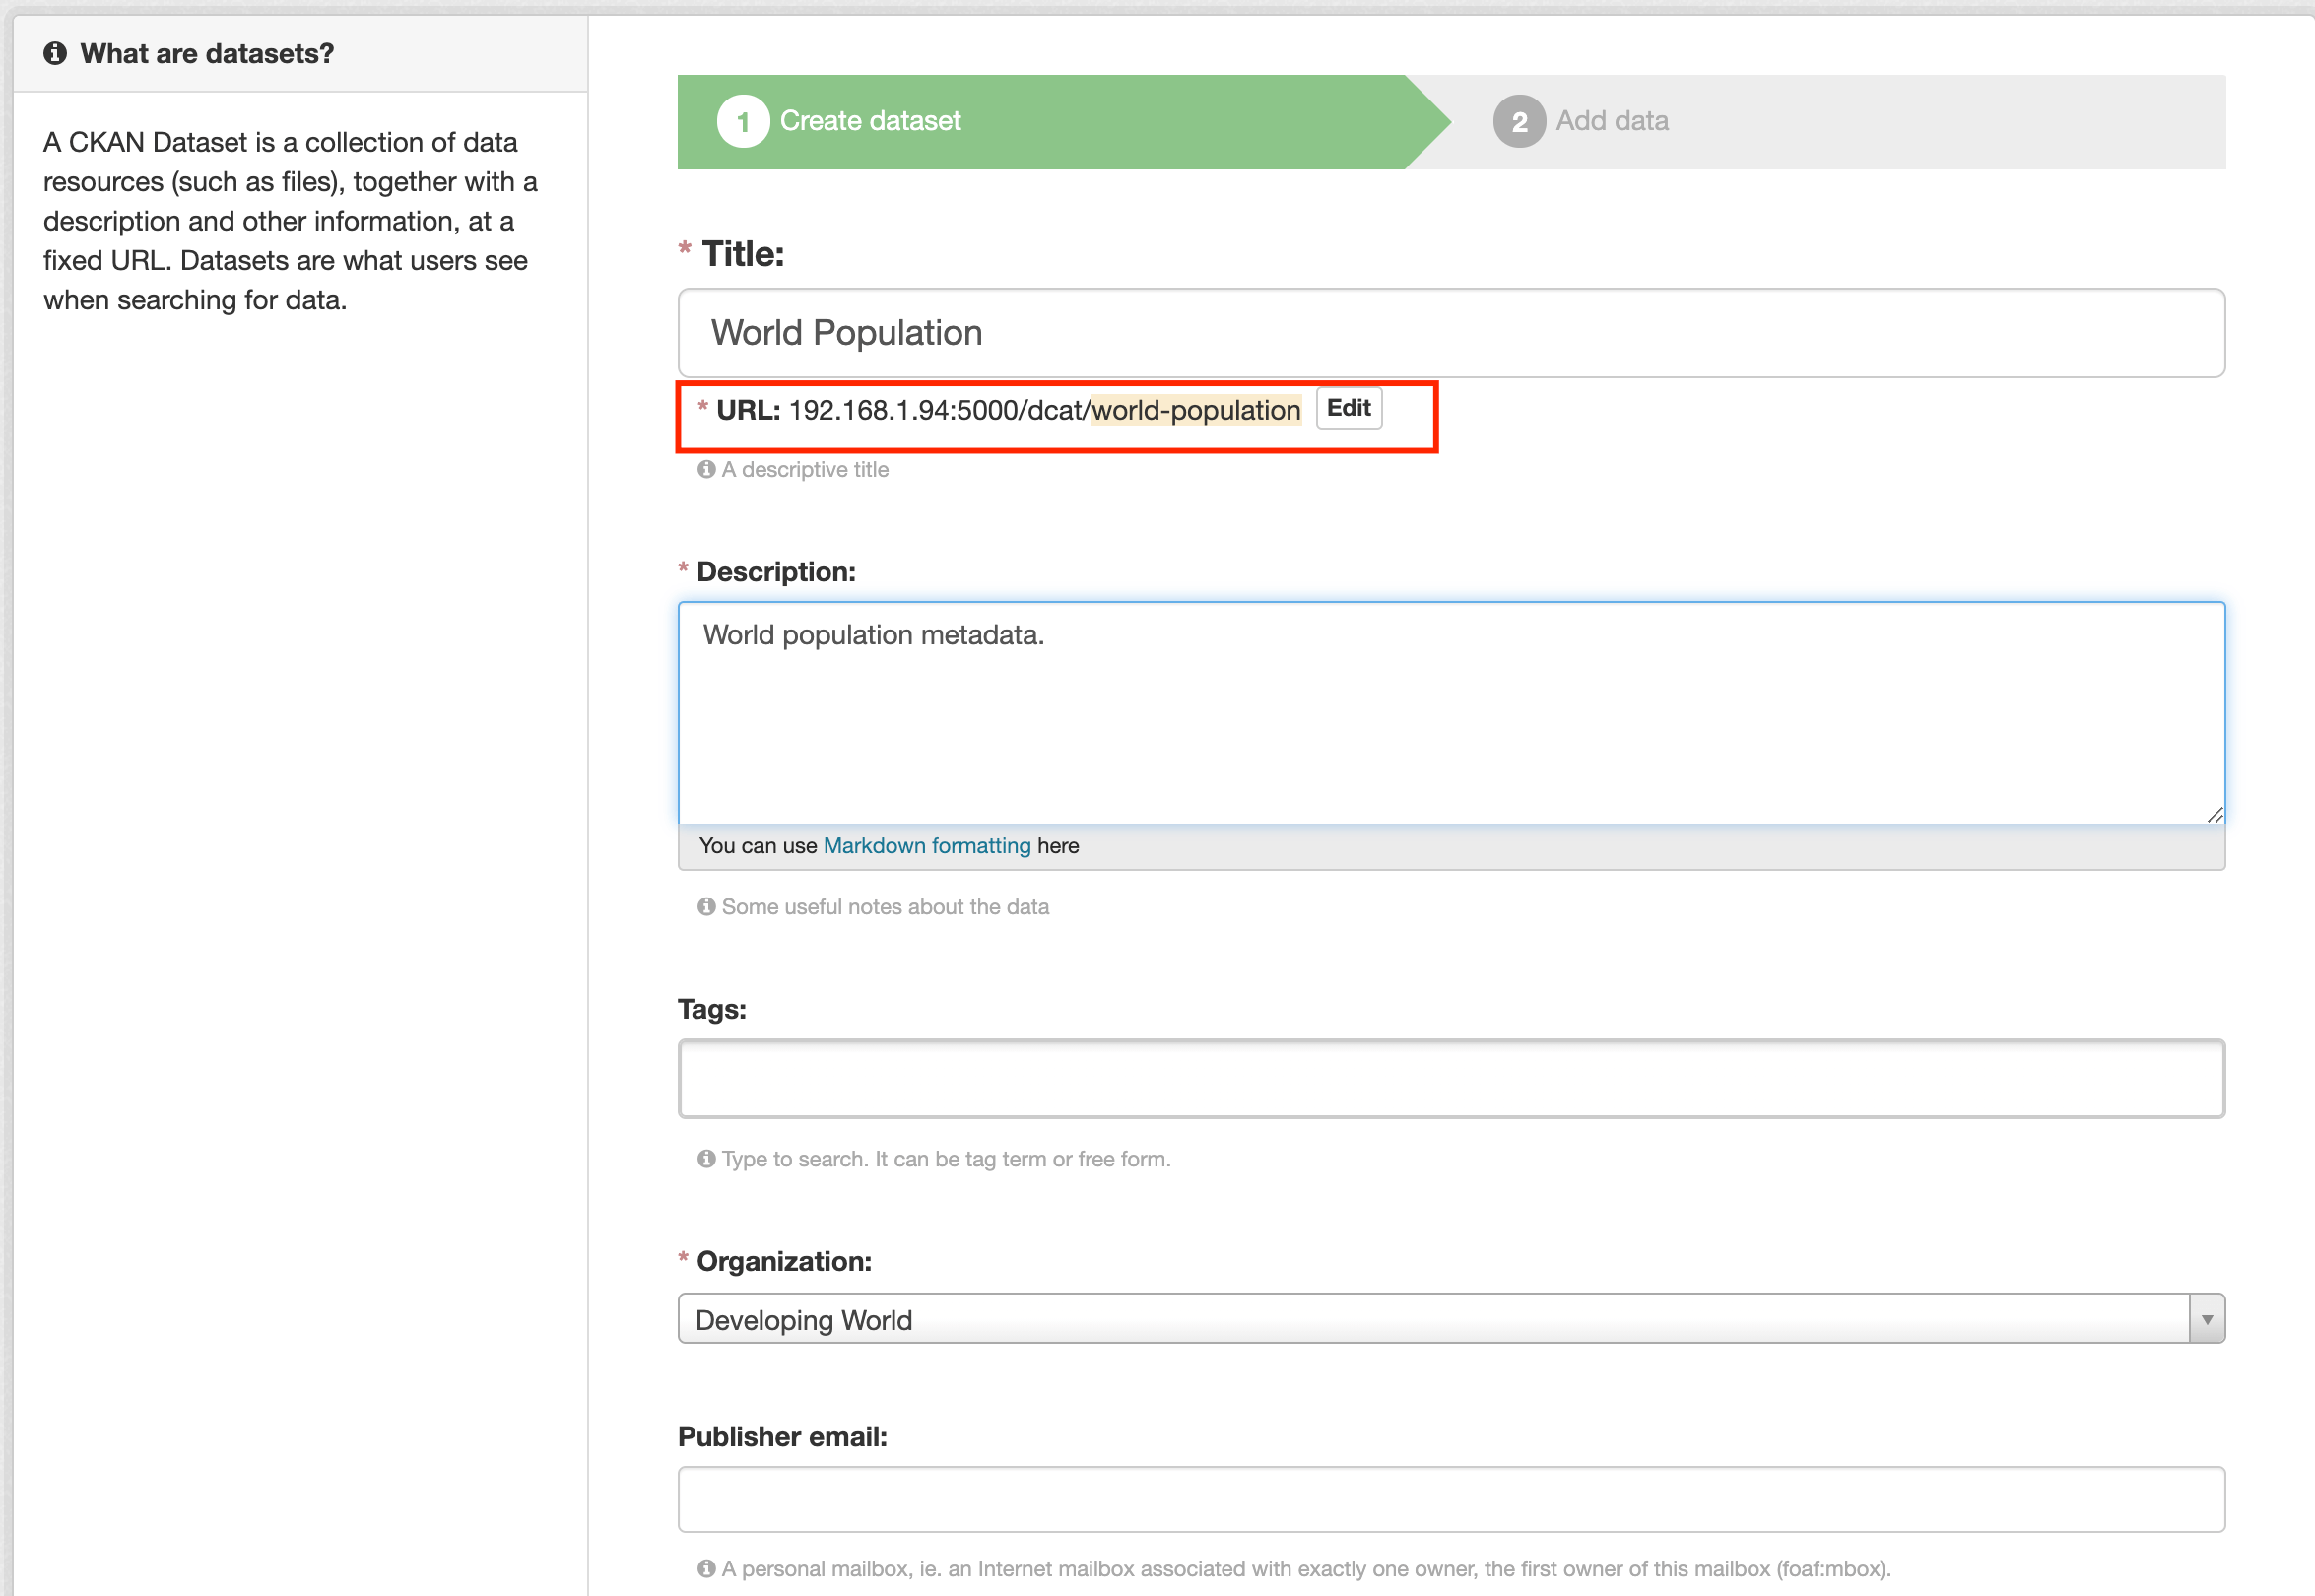 What are datasets?
A CKAN Dataset is a collection of data
resources (such as files), together with a
description and other information, at a
fixed URL. Datasets are what users see
when searching for data.
1 Create dataset
2 Add data
* Title:
World Population
* URL: 192.168.1.94:5000/dcat/world-population Edit
A descriptive title
* Description:
World population metadata.
You can use Markdown formatting here
Some useful notes about the data
Tags:
Type to search. It can be tag term or free form.
* Organization:
Developing World
Publisher email:
A personal mailbox, ie. an Internet mailbox associated with exactly one owner, the first owner of this mailbox (foaf:mbox).